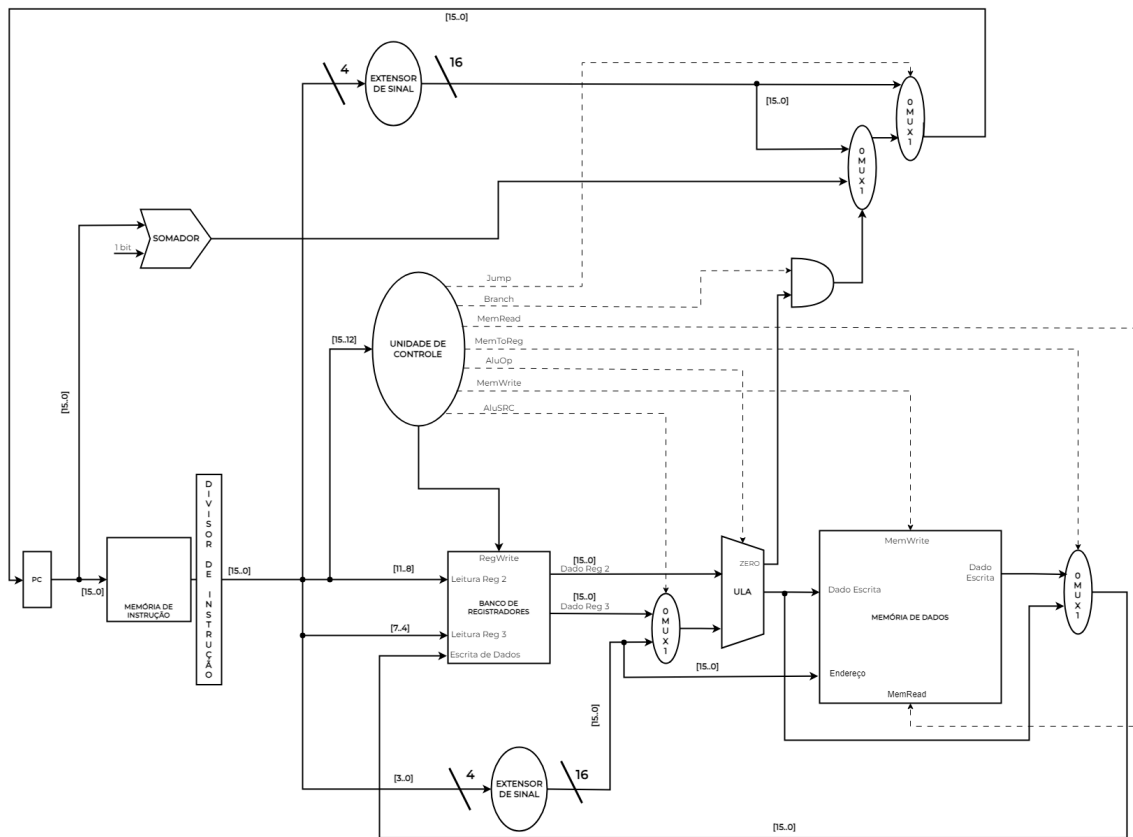 [15..0]
4
16
EXTENSOR
DE SINAL
[15..0]
0
M
U
X
1
0
M
U
X
1
SOMADOR
1 bit
Jump
Branch
MemRead
[15..12]
UNIDADE DE
CONTROLE
MemToReg
AluOp
MemWrite
AluSRC
[15..0]
D
I
V
I
S
O
R
D
E
I
N
S
T
R
U
Ç
Ã
O
PC
[15..0]
MEMÓRIA DE
INSTRUÇÃO
[15..0]
[11..8]
[7..4]
RegWrite
Leitura Reg 2
BANCO DE
REGISTRADORES
Leitura Reg 3
Escrita de Dados
[15..0]
Dado Reg 2
[15..0]
Dado Reg 3
0
M
U
X
1
ZERO
ULA
[15..0]
[15..0]
MemWrite
Dado Escrita
Dado
Escrita
MEMÓRIA DE DADOS
Endereço
MemRead
0
M
U
X
1
[3..0]
4
EXTENSOR
DE SINAL
16
[15..0]